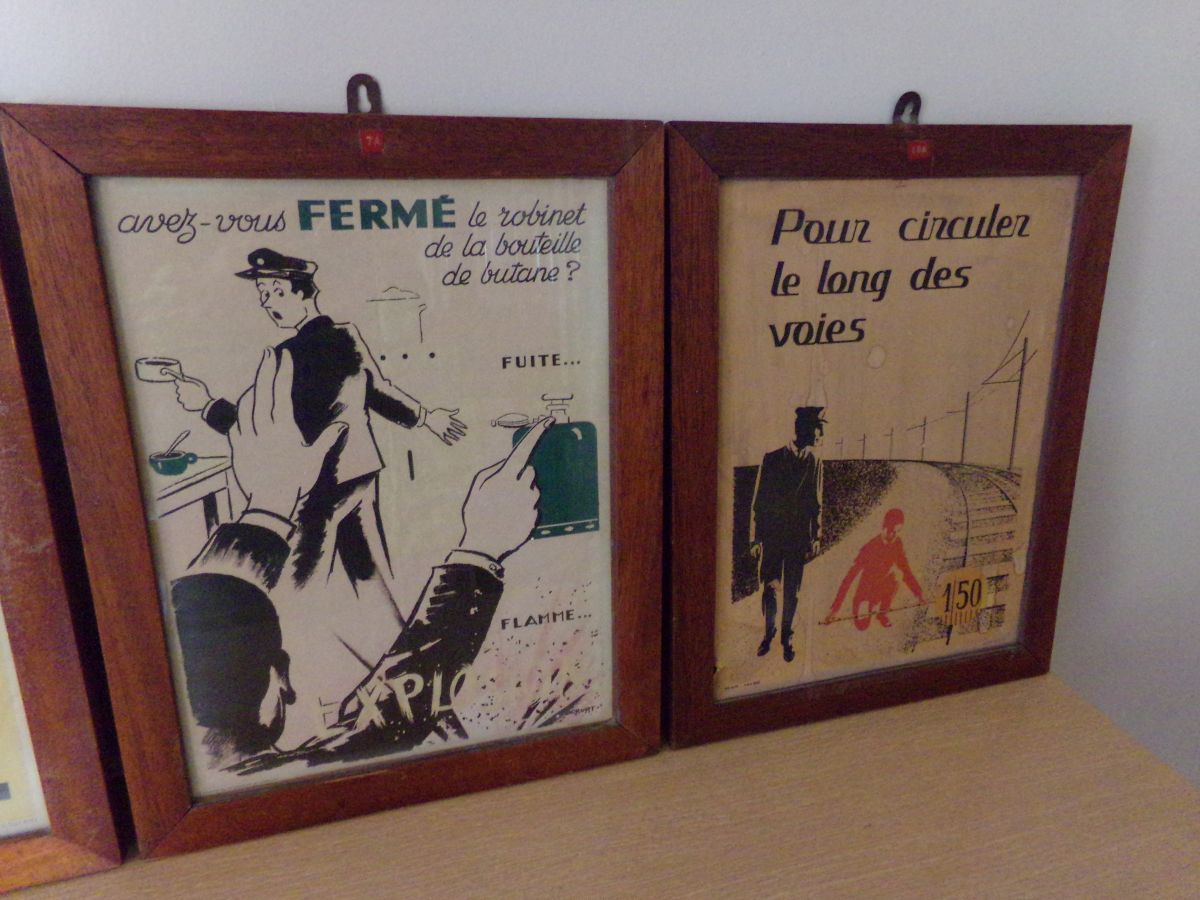 7A
avez-vous FERMÉ le robinet
de la bouteille
de butane ?
FUITE...
FLAMME...
Pour circuler
le long des
voies
1 50